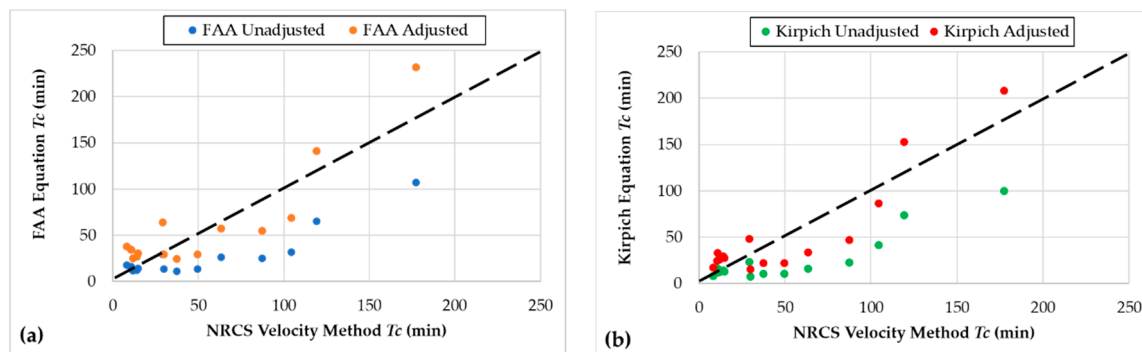 FAA Unadjusted FAA Adjusted
250
200
150
100
50
0
FAA Equation Tc (min)
0 50 100 150 200 250
NRCS Velocity Method Tc (min)
(a)
Kirpich Unadjusted Kirpich Adjusted
250
200
150
100
50
0
Kirpich Equation Tc (min)
0 50 100 150 200 250
NRCS Velocity Method Tc (min)
(b)